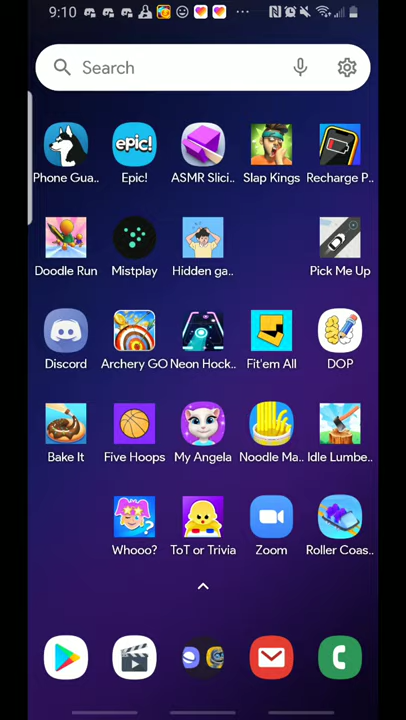 9:10
Search
epic!
Phone Gua..
Epic!
ASMR Slici..
Slap Kings
Recharge P..
Doodle Run
Mistplay
Hidden ga..
Pick Me Up
Discord
Archery GO
Neon Hock..
Fit'em All
DOP
Bake It
Five Hoops
My Angela
Noodle Ma..
Idle Lumbe..
Whooo?
ToT or Trivia
Zoom
Roller Coas..